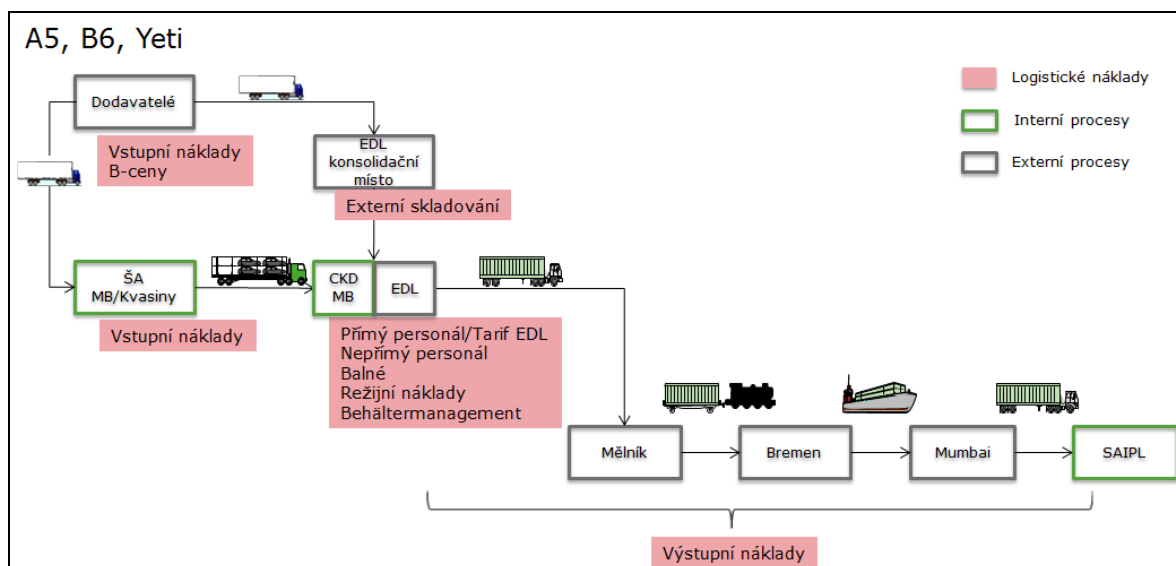 A5, B6, Yeti
Logistické náklady
Interní procesy
Externí procesy
Dodavatelé
Vstupní náklady
B-ceny
EDL
konsolidační
místo
Externí skladování
ŠA
MB/Kvasiny
Vstupní náklady
CKD
MB
EDL
Přímý personál/Tarif EDL
Nepřímý personál
Balné
Režijní náklady
Behältermanagement
Mělník
Bremen
Mumbai
SAIPL
Výstupní náklady